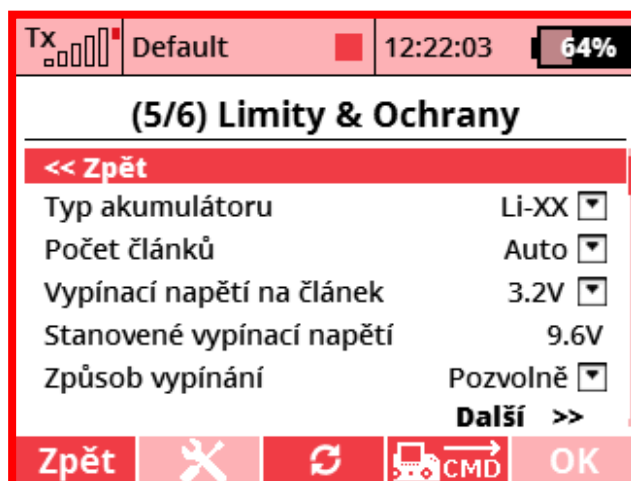 Tx Default 12:22:03 64%
(5/6) Limity & Ochrany
<< Zpět
Typ akumulátoru Li-XX
Počet článků Auto
Vypínací napětí na článek 3.2V
Stanovené vypínací napětí 9.6V
Způsob vypínání Pozvolně
Další >>
Zpět CMD OK